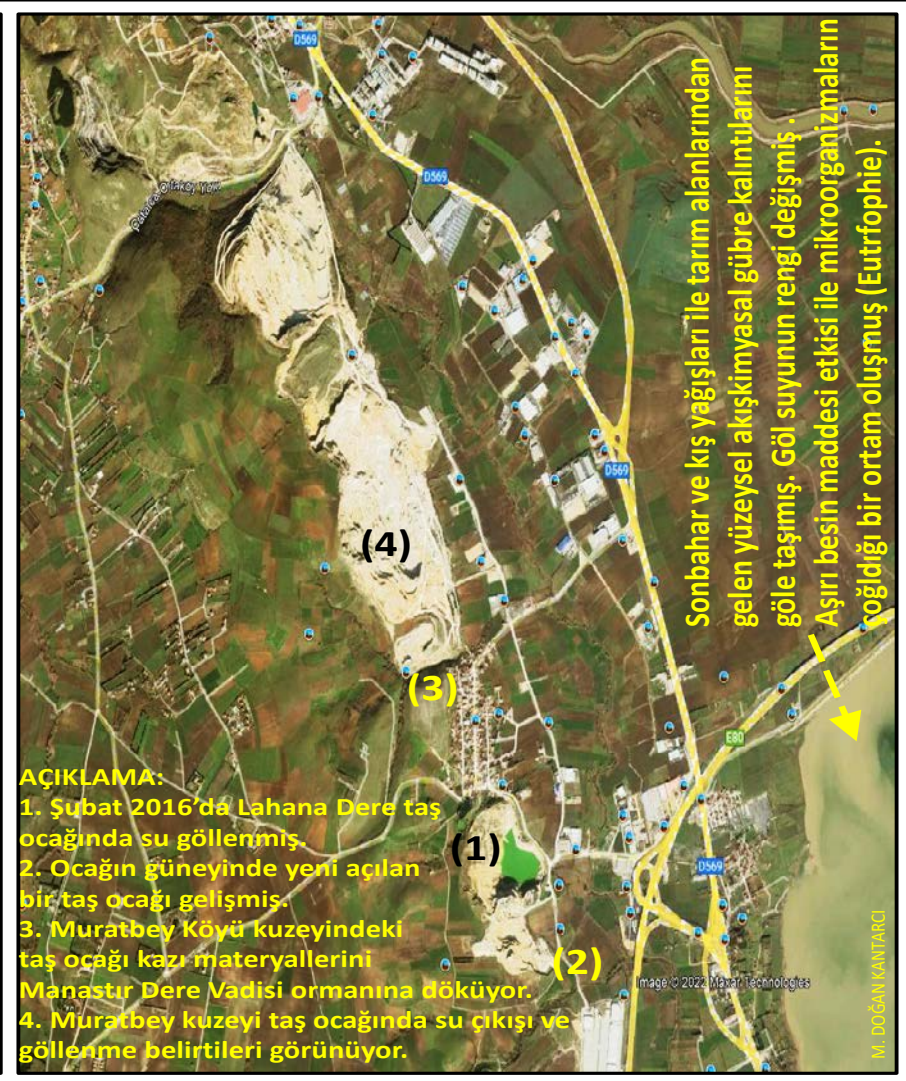 D569
Çatalca Ortaköy Yolu
D569
Sonbahar ve kış yağışları ile tarım alanlarından
gelen yüzeysel akışkimyasal gübre kalıntılarını
göle taşımış. Göl suyunun rengi değişmiş .
Aşırı besin maddesi etkisi ile mikroorganizmaların
çoğldığı bir ortam oluşmuş (Eutrfophie).
D569
(4)
(3)
E80
AÇIKLAMA:
1. Şubat 2016’da Lahana Dere taş
ocağında su göllenmiş.
2. Ocağın güneyinde yeni açılan
bir taş ocağı gelişmiş.
3. Muratbey Köyü kuzeyindeki
taş ocağı kazı materyallerini
Manastır Dere Vadisi ormanına döküyor.
4. Muratbey kuzeyi taş ocağında su çıkışı ve
göllenme belirtileri görünüyor.
(1)
D569
(2)
Image © 2022 Maxar Technologies
M. DOĞAN KANTARCI